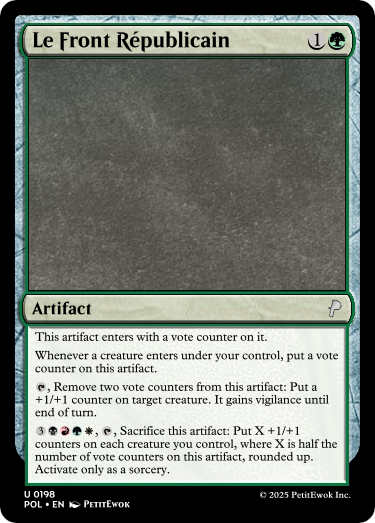 Le Front Républicain 1
Artifact
This artifact enters with a vote counter on it.
Whenever a creature enters under your control, put a vote
counter on this artifact.
, Remove two vote counters from this artifact: Put a
+1/+1 counter on target creature. It gains vigilance until
end of turn.
3 , , Sacrifice this artifact: Put X +1/+1
counters on each creature you control, where X is half the
number of vote counters on this artifact, rounded up.
Activate only as a sorcery.
U 0198
POL • EN PetitEwok
© 2025 PetitEwok Inc.